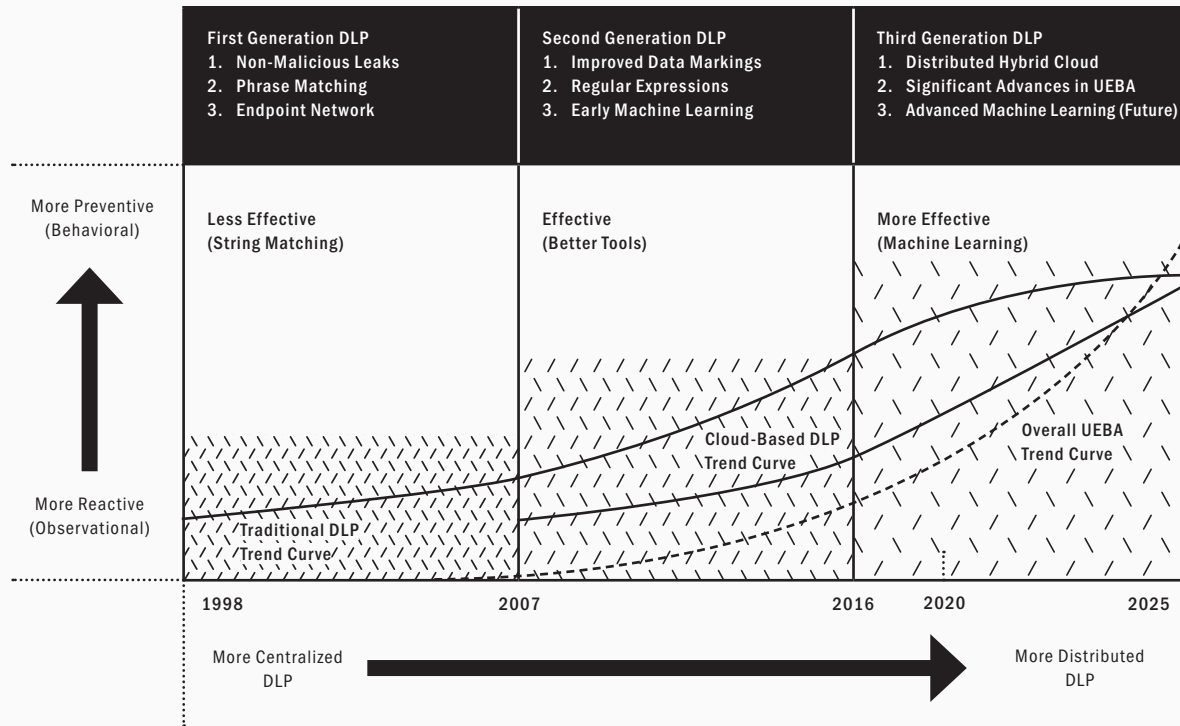 First Generation DLP
1. Non-Malicious Leaks
2. Phrase Matching
3. Endpoint Network
Second Generation DLP
1. Improved Data Markings
2. Regular Expressions
3. Early Machine Learning
Third Generation DLP
1. Distributed Hybrid Cloud
2. Significant Advances in UEBA
3. Advanced Machine Learning (Future)
More Preventive
(Behavioral)
Less Effective
(String Matching)
Effective
(Better Tools)
More Effective
(Machine Learning)
Cloud-Based DLP
Trend Curve
Overall UEBA
Trend Curve
More Reactive
(Observational)
Traditional DLP
Trend Curve
1998
2007
2016
2020
2025
More Centralized
DLP
More Distributed
DLP